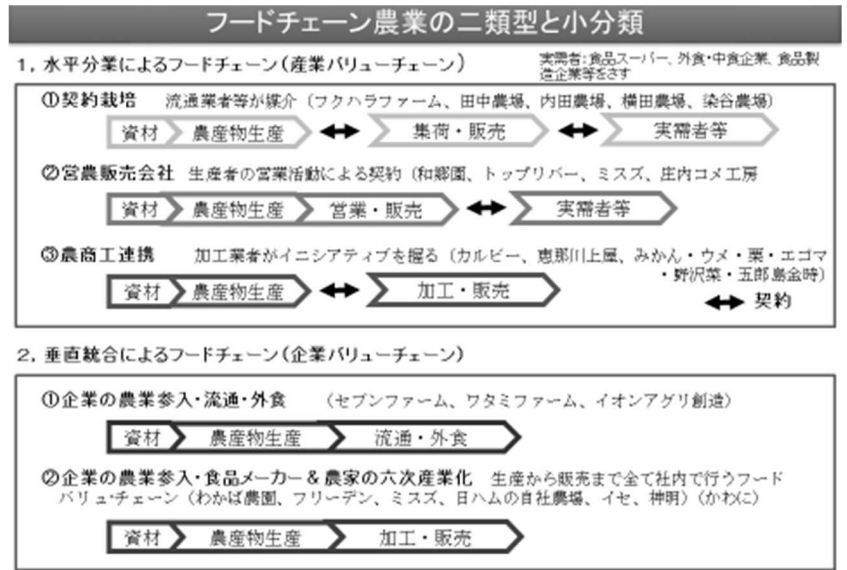 フードチェーン農業の二類型と小分類
1, 水平分業によるフードチェーン(産業バリューチェーン)
実需者:食品スーパー、外食・中食企業、食品製
造企業等をさす
①契約栽培 流通業者等が媒介(フクハラファーム、田中農場、内田農場、横田農場、染谷農場)
資材 農産物生産 集荷・販売 実需者等
②営農販売会社 生産者の営業活動による契約(和郷園、トップリバー、ミスズ、庄内コメ工房
資材 農産物生産 営業・販売 実需者等
③農商工連携 加工業者がイニシアティブを握る(カルビー、恵那川上屋、みかん・ウメ・栗・エゴマ
・野沢菜・五郎島金時)
資材 農産物生産 加工・販売
契約
2, 垂直統合によるフードチェーン(企業バリューチェーン)
①企業の農業参入・流通・外食 (セブンファーム、ワタミファーム、イオンアグリ創造)
資材 農産物生産 流通・外食
②企業の農業参入・食品メーカー&農家の六次産業化 生産から販売まで全て社内で行うフード
バリューチェーン(わかば農園、フリーデン、ミスズ、日ハムの自社農場、イセ、神明)(かわに)
資材 農産物生産 加工・販売